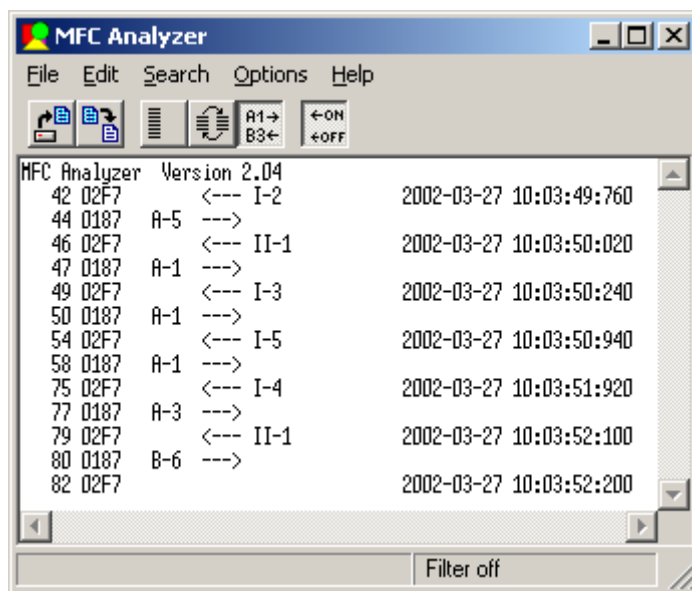 MFC Analyzer
File Edit Search Options Help
A1→ B3← ←ON ←OFF
MFC Analyzer Version 2.04
42 02F7 <--- I-2 2002-03-27 10:03:49:760
44 0187 A-5 --->
46 02F7 <--- II-1 2002-03-27 10:03:50:020
47 0187 A-1 --->
49 02F7 <--- I-3 2002-03-27 10:03:50:240
50 0187 A-1 --->
54 02F7 <--- I-5 2002-03-27 10:03:50:940
58 0187 A-1 --->
75 02F7 <--- I-4 2002-03-27 10:03:51:920
77 0187 A-3 --->
79 02F7 <--- II-1 2002-03-27 10:03:52:100
80 0187 B-6 --->
82 02F7 2002-03-27 10:03:52:200
Filter off